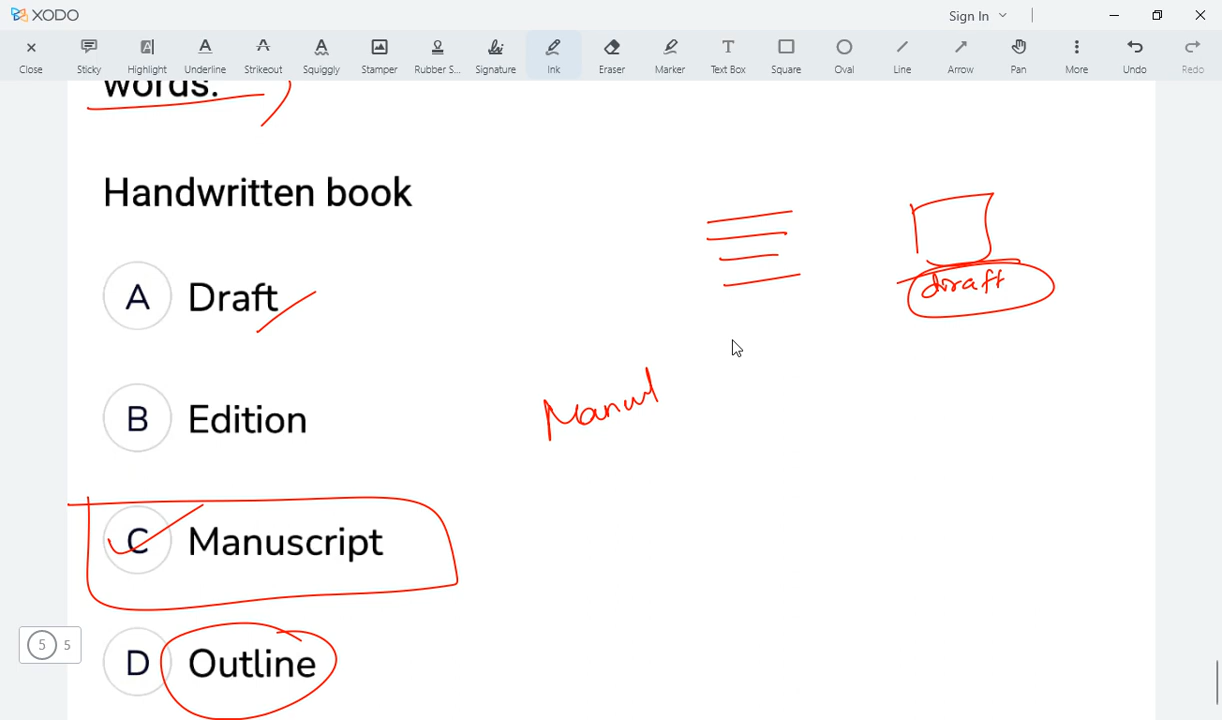 XODO
Sign In
Close
Sticky
Highlight
Underline
Strikeout
Squiggly
Stamper
Rubber S...
Signature
Ink
Eraser
Marker
Text Box
Square
Oval
Line
Arrow
Pan
More
Undo
Redo
words.
Handwritten book
A Draft
draft
B Edition
C Manuscript
5 5
D Outline